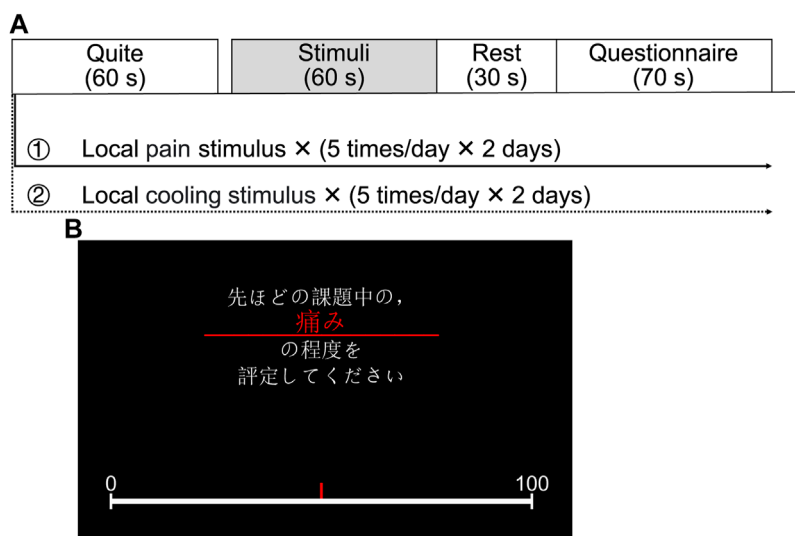 A
Quite
(60 s)
Stimuli
(60 s)
Rest
(30 s)
Questionnaire
(70 s)
① Local pain stimulus × (5 times/day × 2 days)
② Local cooling stimulus × (5 times/day × 2 days)
B
先ほどの課題中の,
痛み
の程度を
評定してください
0
100